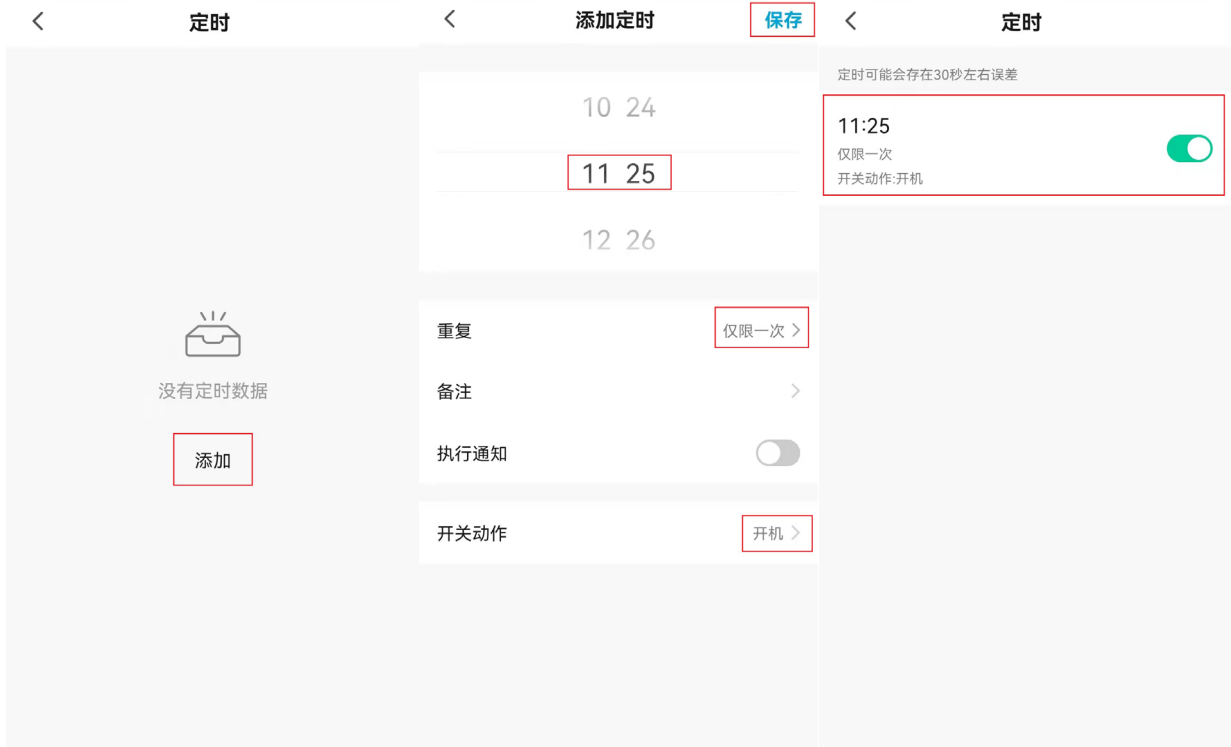 定时
没有定时数据
添加
添加定时
保存
10 24
11 25
12 26
重复
仅限一次
备注
执行通知
开关动作
开机
定时
定时可能会存在30秒左右误差
11:25
仅限一次
开关动作:开机